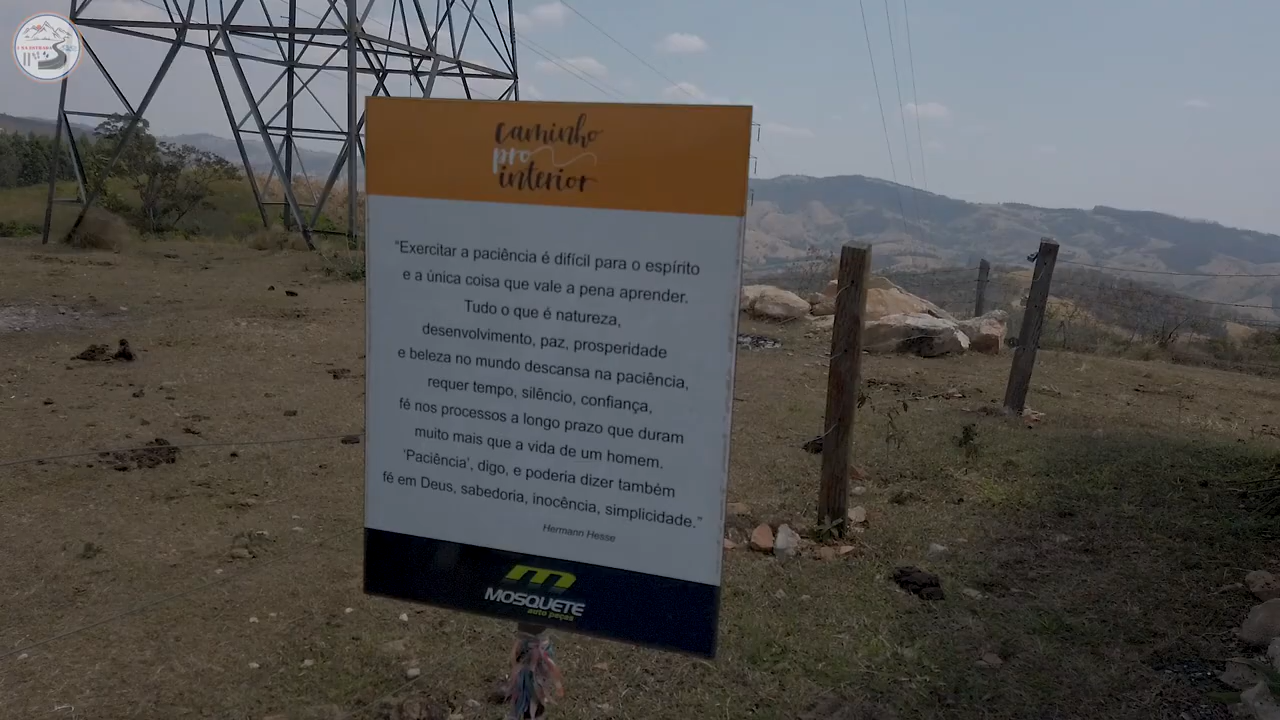 caminho
pro
interior
"Exercitar a paciência é difícil para o espírito
e a única coisa que vale a pena aprender.
Tudo o que é natureza,
desenvolvimento, paz, prosperidade
e beleza no mundo descansa na paciência,
requer tempo, silêncio, confiança,
fé nos processos a longo prazo que duram
muito mais que a vida de um homem.
'Paciência', digo, e poderia dizer também
fé em Deus, sabedoria, inocência, simplicidade."
Hermann Hesse
MOSQUETE
auto peças